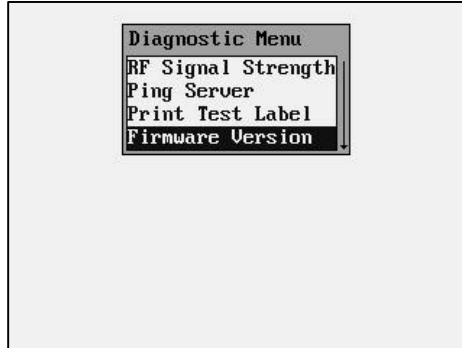 Diagnostic Menu
RF Signal Strength
Ping Server
Print Test Label
Firmware Version